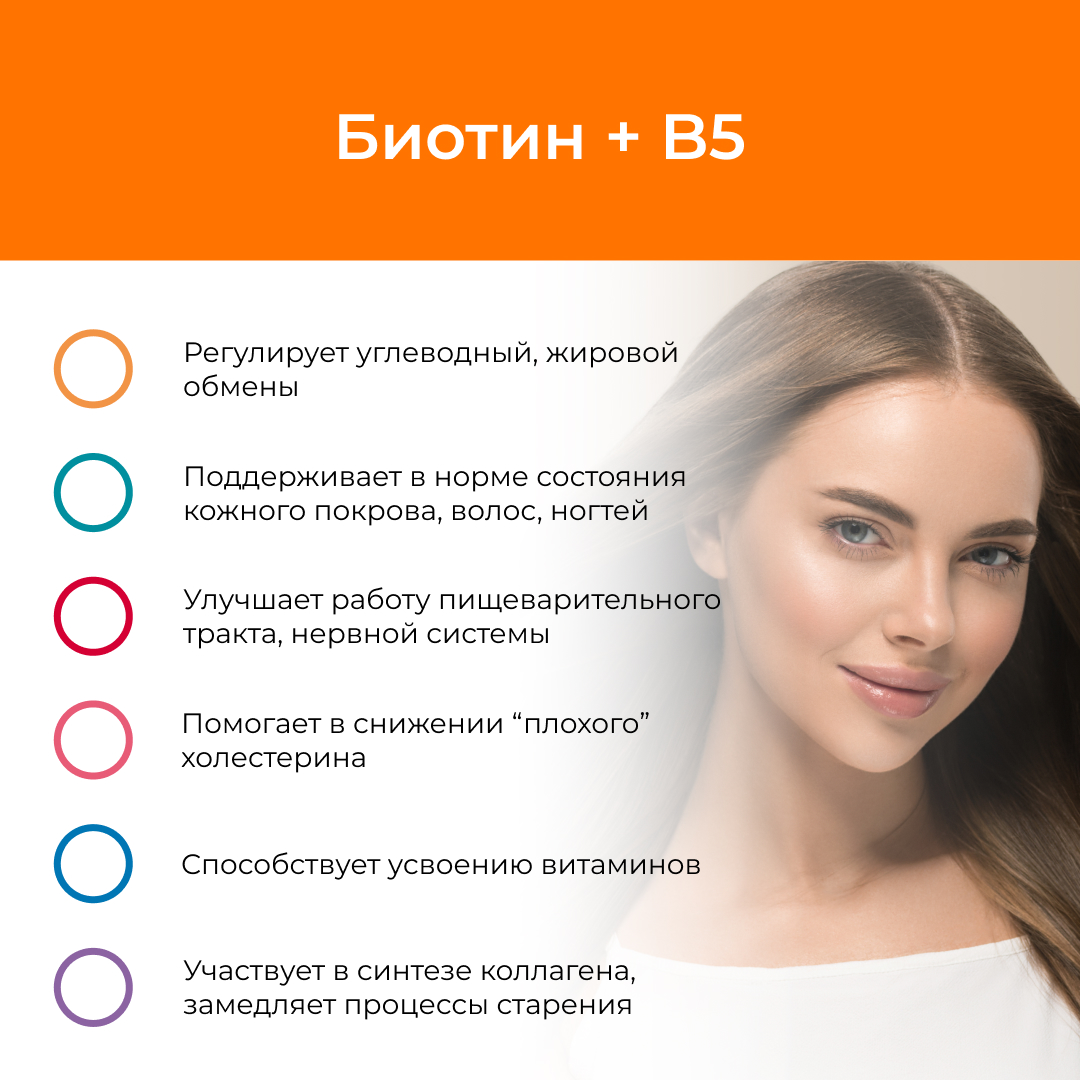 Биотин + B5
Регулирует углеводный, жировой
обмены
Поддерживает в норме состояния
кожного покрова, волос, ногтей
Улучшает работу пищеварительного
тракта, нервной системы
Помогает в снижении “плохого”
холестерина
Способствует усвоению витаминов
Участвует в синтезе коллагена,
замедляет процессы старения